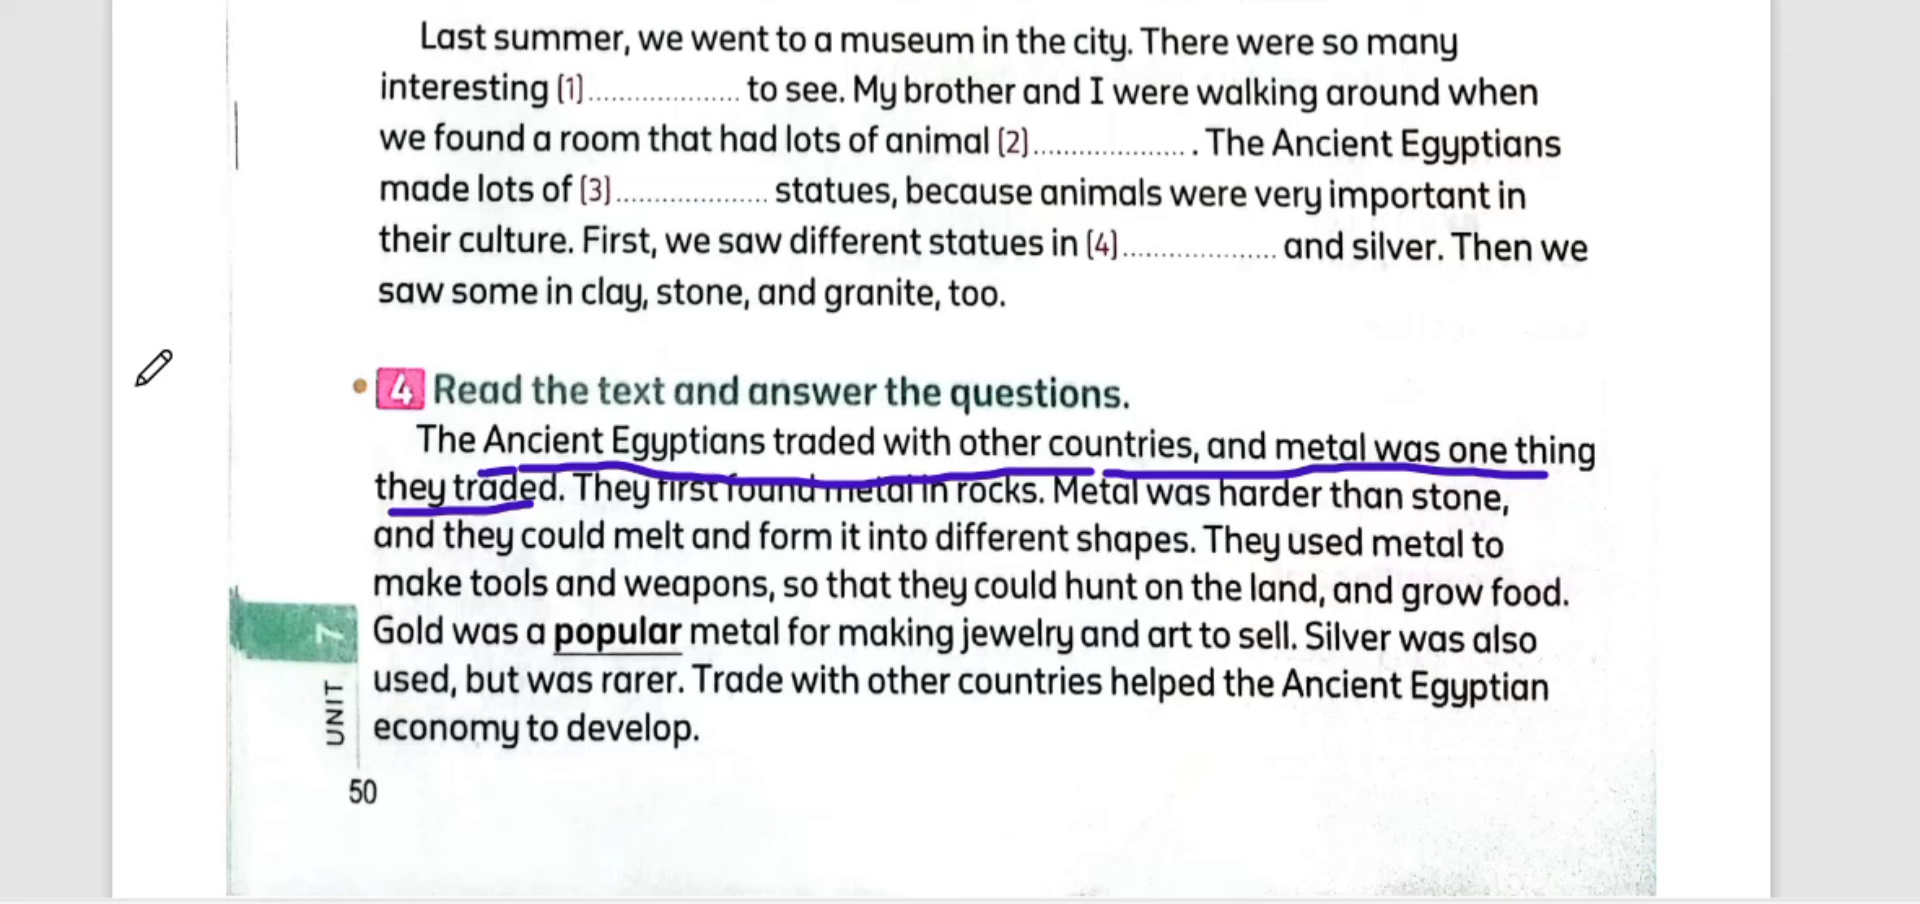 Last summer, we went to a museum in the city. There were so many
interesting (1)................... to see. My brother and I were walking around when
we found a room that had lots of animal (2).................... . The Ancient Egyptians
made lots of (3).................... statues, because animals were very important in
their culture. First, we saw different statues in (4).................... and silver. Then we
saw some in clay, stone, and granite, too.
• 4 Read the text and answer the questions.
The Ancient Egyptians traded with other countries, and metal was one thing
they traded. They first found metal in rocks. Metal was harder than stone,
and they could melt and form it into different shapes. They used metal to
make tools and weapons, so that they could hunt on the land, and grow food.
Gold was a popular metal for making jewelry and art to sell. Silver was also
used, but was rarer. Trade with other countries helped the Ancient Egyptian
economy to develop.
UNIT 7
50